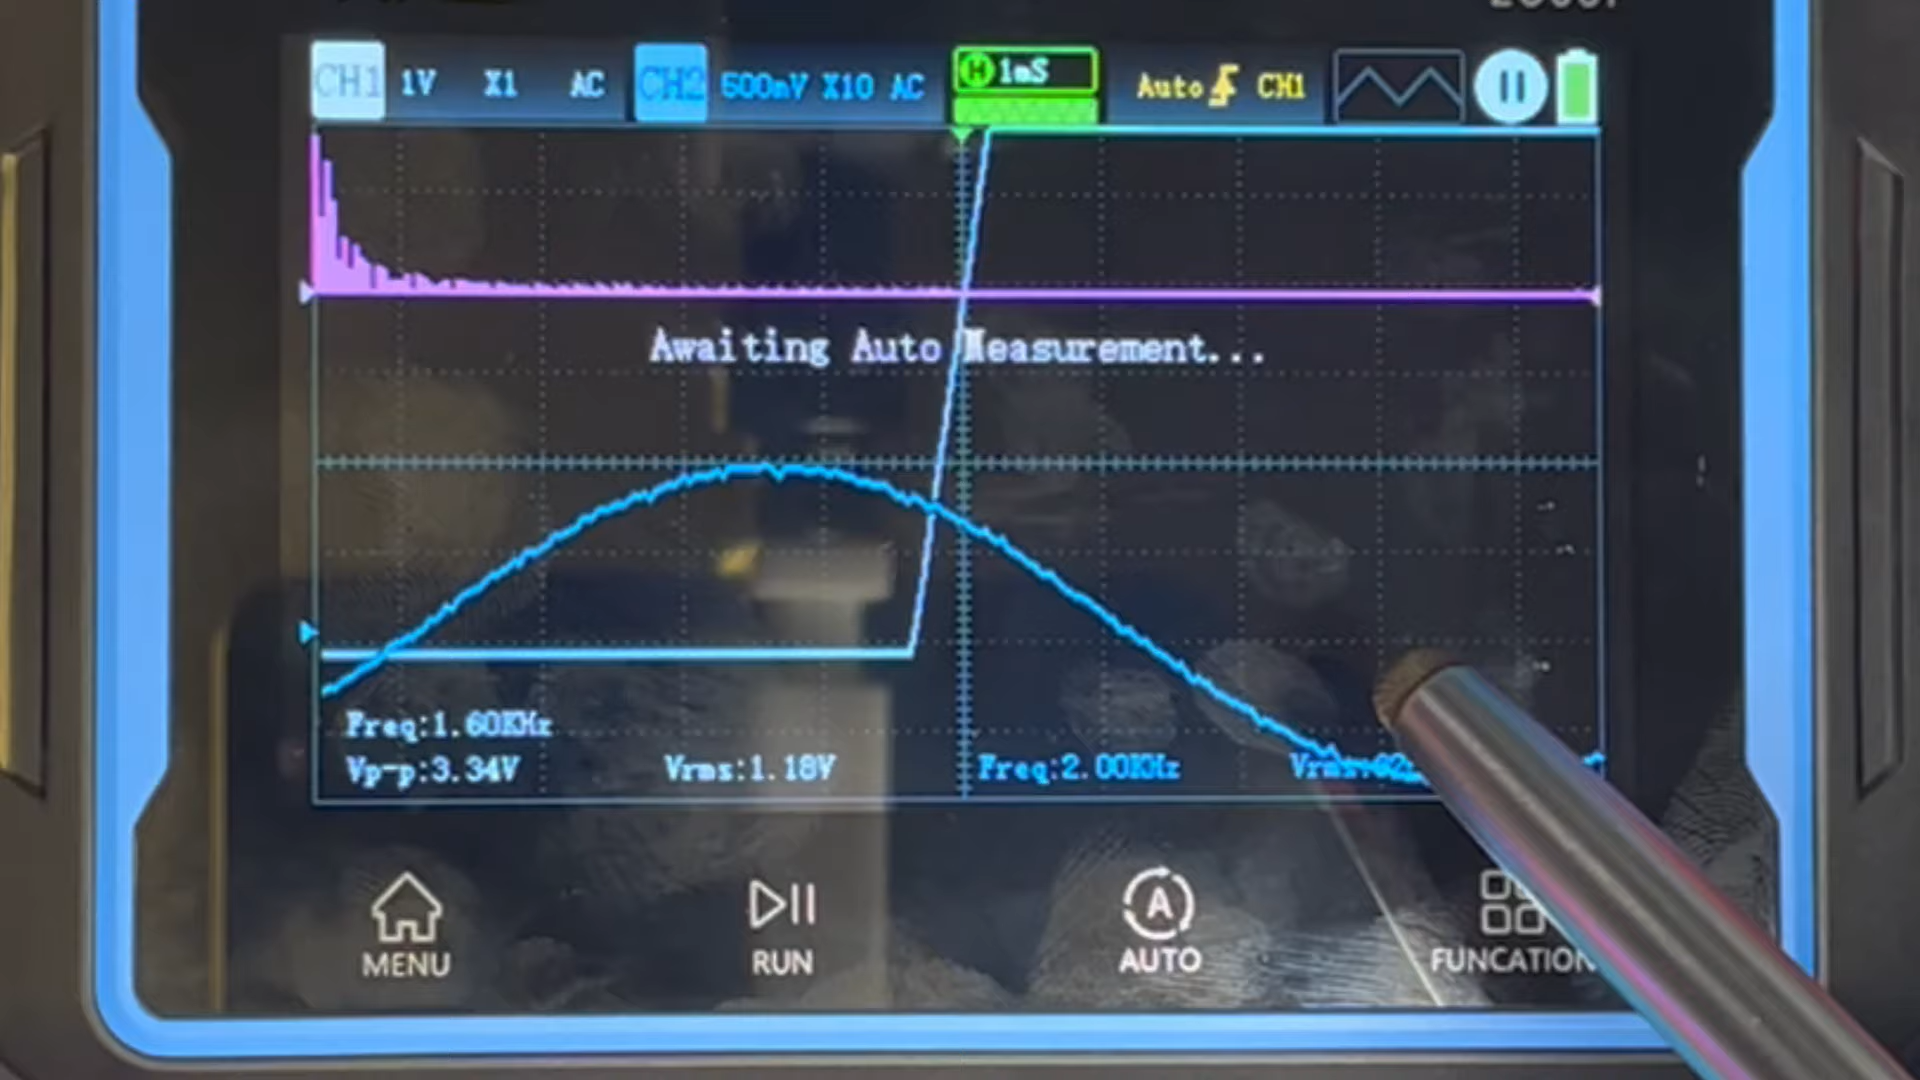 CH1 1V X1 AC CH2 500mV X10 AC H 1mS Auto CH1
Awaiting Auto Measurement...
Freq:1.60KHz
Vp-p:3.34V Vrms:1.18V Freq:2.00KHz
MENU RUN A AUTO FUNCATION